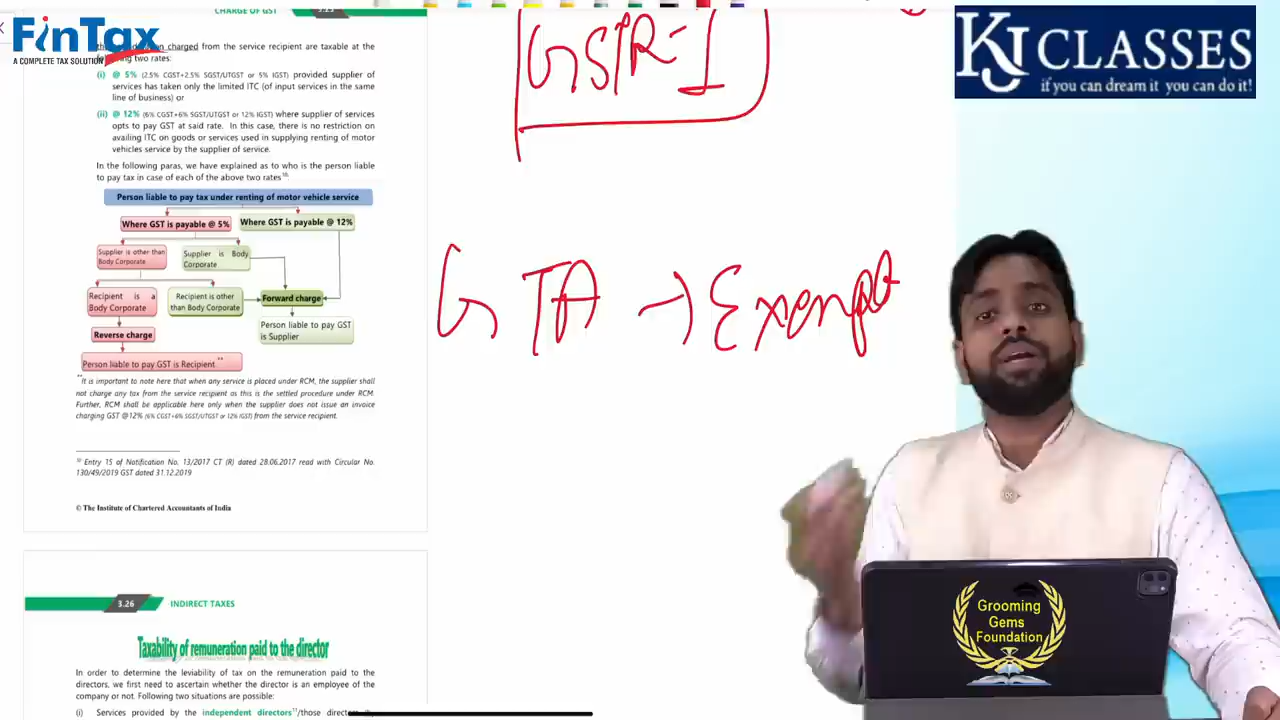 CHARGE OF GST
3.25
FinTax
A COMPLETE TAX SOLUTION
charged from the service recipient are taxable at the
two rates:
(i) @ 5% (2.5% CGST+2.5% SGST/UTGST or 5% IGST) provided supplier of
services has taken only the limited ITC (of input services in the same
line of business) or
(ii) @ 12% (6% CGST+6% SGST/UTGST or 12% IGST) where supplier of services
opts to pay GST at said rate. In this case, there is no restriction on
availing ITC on goods or services used in supplying renting of motor
vehicles service by the supplier of service.
In the following paras, we have explained as to who is the person liable
to pay tax in case of each of the above two rates10.
Person liable to pay tax under renting of motor vehicle service
Where GST is payable @ 5%
Where GST is payable @ 12%
Supplier is other than
Body Corporate
Supplier is Body
Corporate
Recipient is a
Body Corporate
Recipient is other
than Body Corporate
Forward charge
Reverse charge
Person liable to pay GST
is Supplier
Person liable to pay GST is Recipient**
**It is important to note here that when any service is placed under RCM, the supplier shall
not charge any tax from the service recipient as this is the settled procedure under RCM.
Further, RCM shall be applicable here only when the supplier does not issue an invoice
charging GST @12% (6% CGST+6% SGST/UTGST or 12% IGST) from the service recipient.
10 Entry 15 of Notification No. 13/2017 CT (R) dated 28.06.2017 read with Circular No.
130/49/2019 GST dated 31.12.2019
© The Institute of Chartered Accountants of India
3.26 INDIRECT TAXES
Taxability of remuneration paid to the director
In order to determine the leviability of tax on the remuneration paid to the
directors, we first need to ascertain whether the director is an employee of the
company or not. Following two situations are possible:
(i) Services provided by the independent directors11/those
GSTR-1
GTA → Exempt
KJ CLASSES
if you can dream it you can do it!
Grooming
Gems
Foundation